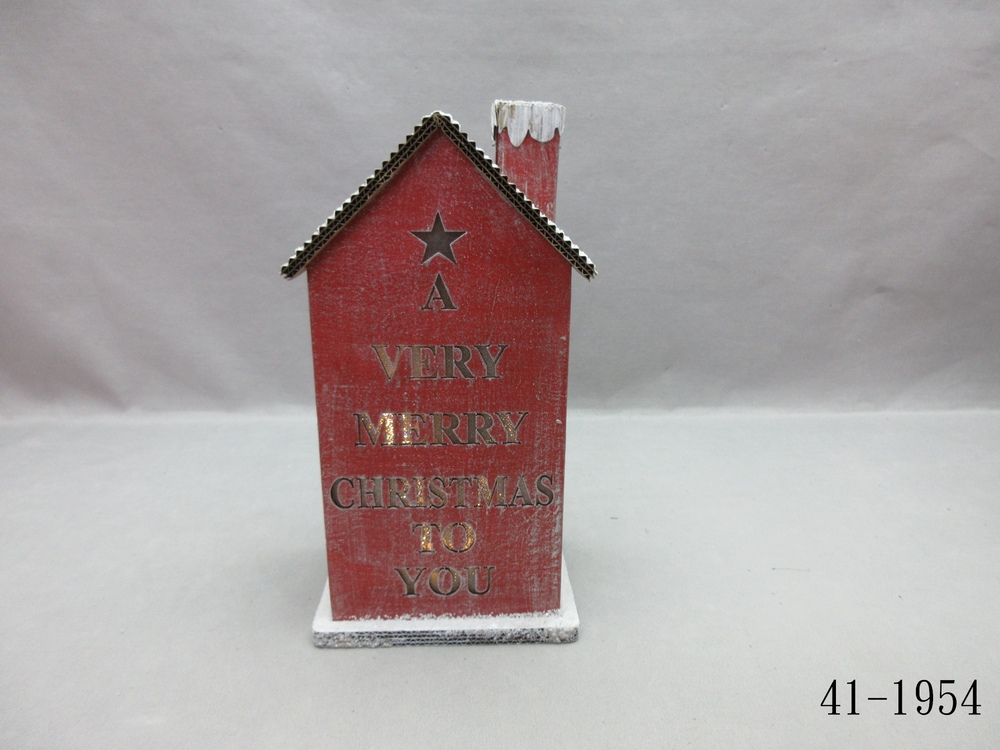 A
VERY
MERRY
CHRISTMAS
TO
YOU
41-1954